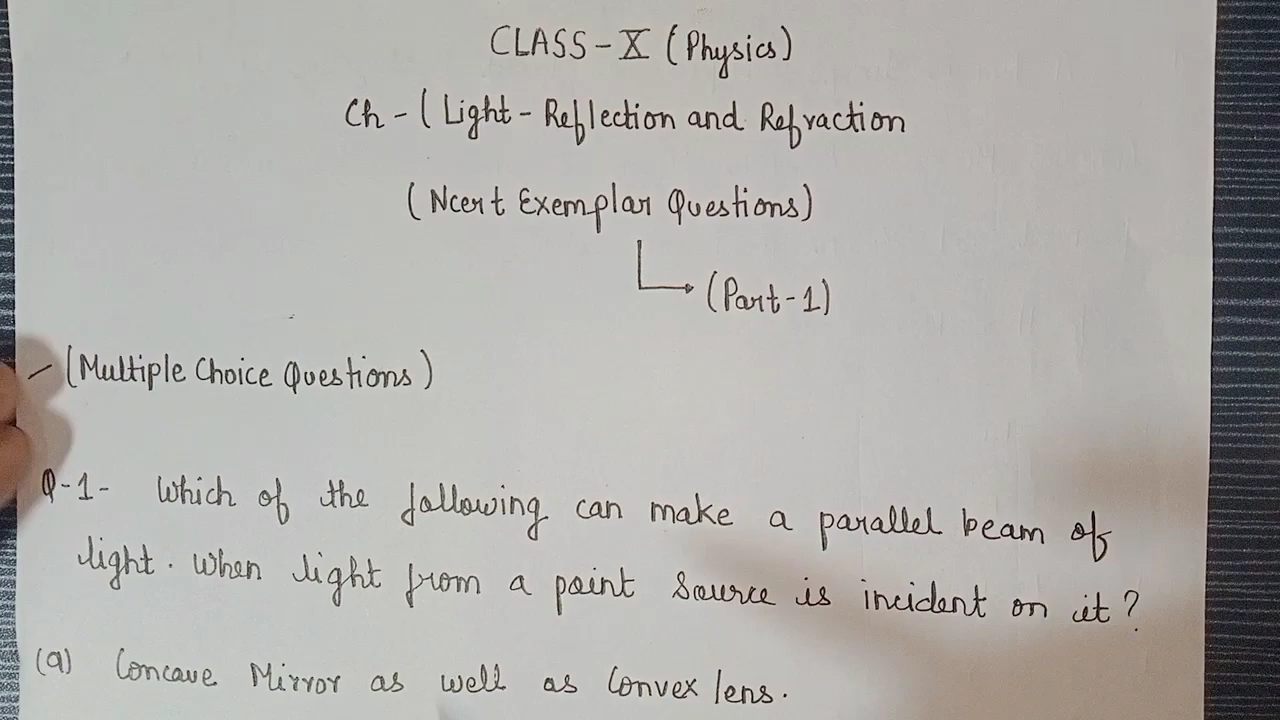 CLASS - X (Physics)
Ch - ( Light - Reflection and Refraction
( Ncert Exemplar Questions)
(Part-1)
- (Multiple Choice Questions)
Q-1- Which of the following can make a parallel beam of
light. When light from a point source is incident on it?
(a) Concave Mirror as well as Convex lens.